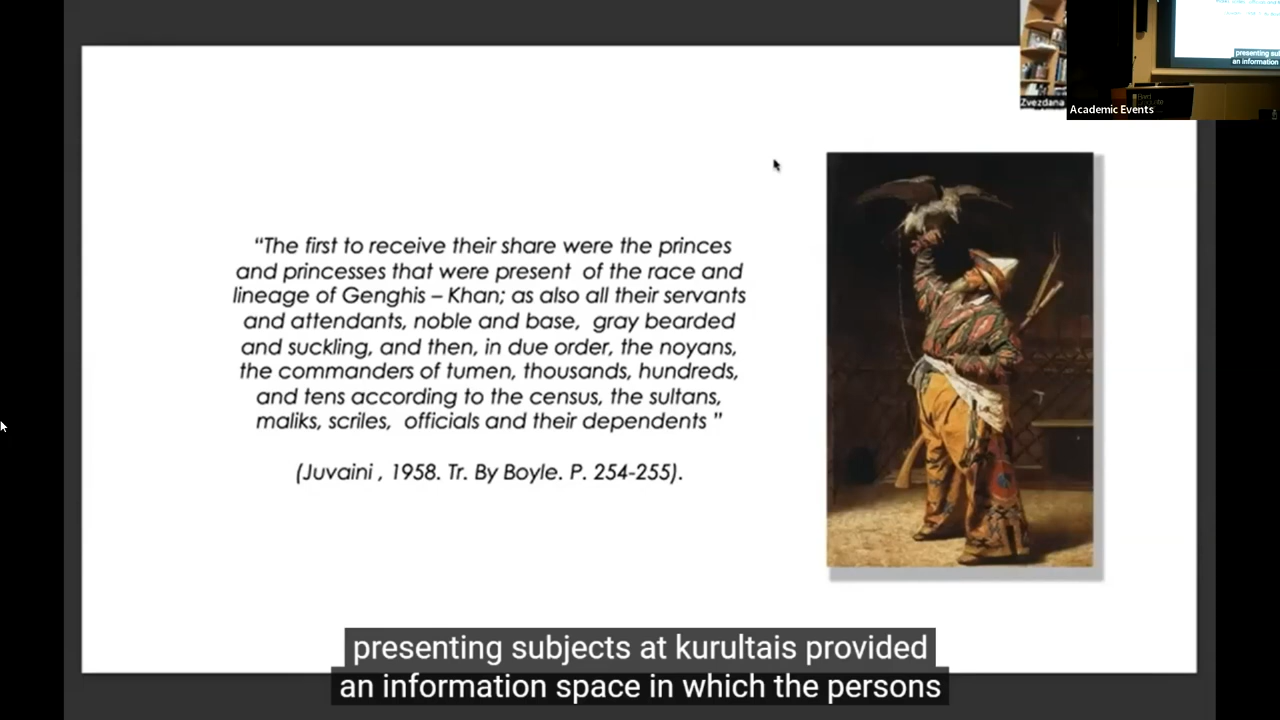 “The first to receive their share were the princes
and princesses that were present of the race and
lineage of Genghis – Khan; as also all their servants
and attendants, noble and base, gray bearded
and suckling, and then, in due order, the noyans,
the commanders of tumen, thousands, hundreds,
and tens according to the census, the sultans,
maliks, scriles, officials and their dependents ”
(Juvaini , 1958. Tr. By Boyle. P. 254-255).
Zvezdana
Academic Events
presenting su
an information
presenting subjects at kurultais provided
an information space in which the persons